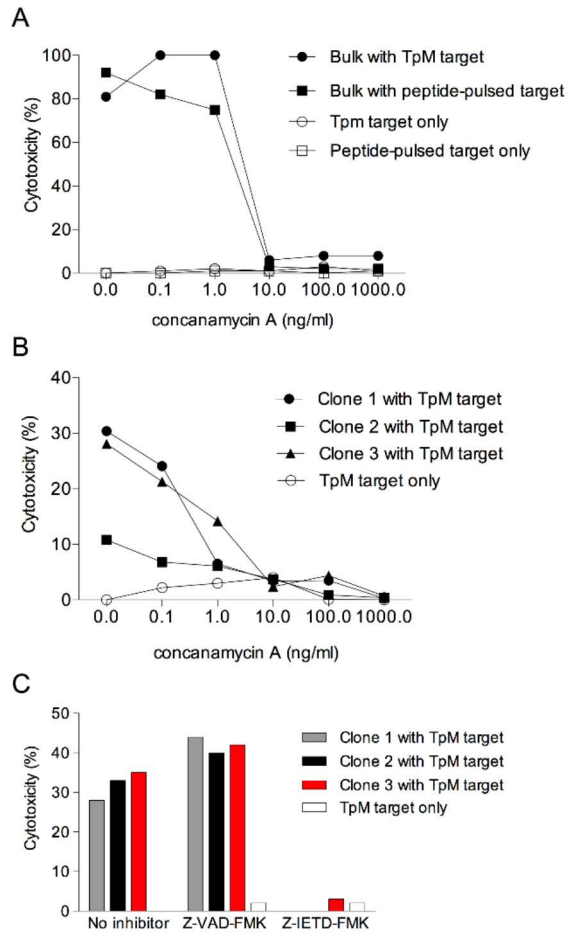 A
100
80
60
40
20
0
Cytotoxicity (%)
Bulk with TpM target
Bulk with peptide-pulsed target
Tpm target only
Peptide-pulsed target only
0.0 0.1 1.0 10.0 100.0 1000.0
concanamycin A (ng/ml)
B
40
30
20
10
0
Cytotoxicity (%)
Clone 1 with TpM target
Clone 2 with TpM target
Clone 3 with TpM target
TpM target only
0.0 0.1 1.0 10.0 100.0 1000.0
concanamycin A (ng/ml)
C
50
40
30
20
10
0
Cytotoxicity (%)
Clone 1 with TpM target
Clone 2 with TpM target
Clone 3 with TpM target
TpM target only
No inhibitor Z-VAD-FMK Z-IETD-FMK